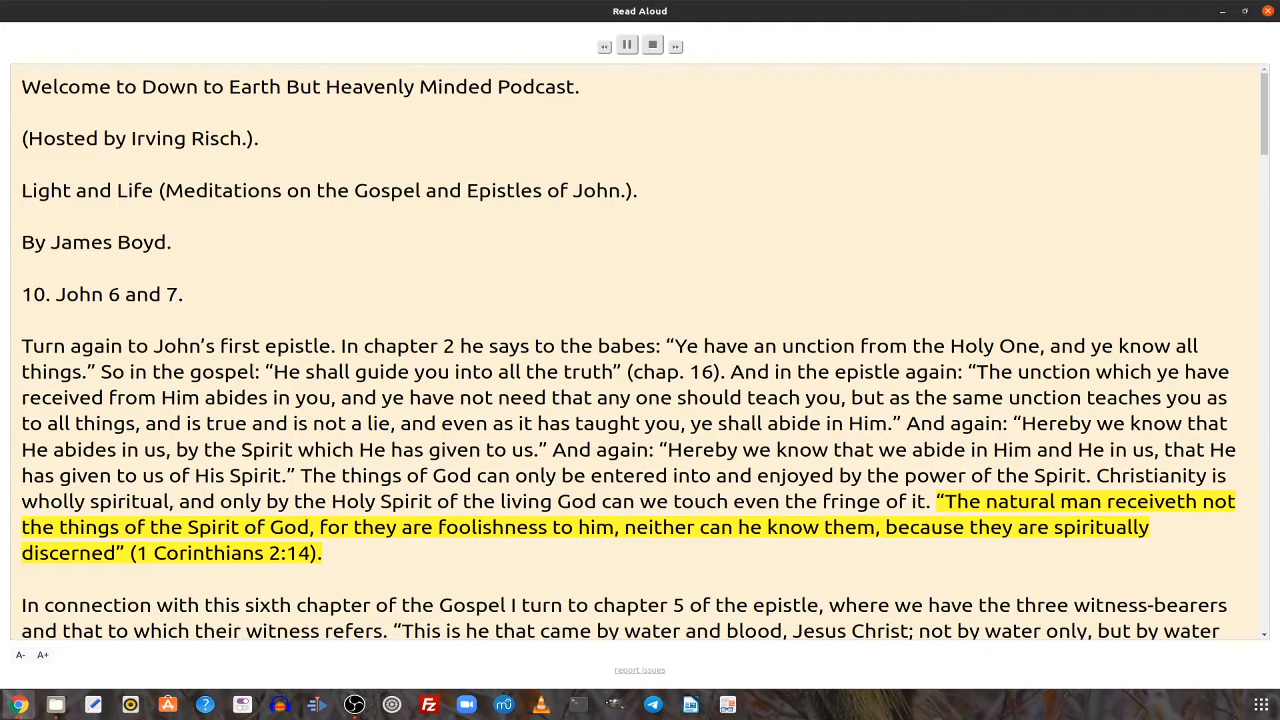 Read Aloud
Welcome to Down to Earth But Heavenly Minded Podcast.
(Hosted by Irving Risch.).
Light and Life (Meditations on the Gospel and Epistles of John.).
By James Boyd.
10. John 6 and 7.
Turn again to John’s first epistle. In chapter 2 he says to the babes: “Ye have an unction from the Holy One, and ye know all
things.” So in the gospel: “He shall guide you into all the truth” (chap. 16). And in the epistle again: “The unction which ye have
received from Him abides in you, and ye have not need that any one should teach you, but as the same unction teaches you as
to all things, and is true and is not a lie, and even as it has taught you, ye shall abide in Him.” And again: “Hereby we know that
He abides in us, by the Spirit which He has given to us.” And again: “Hereby we know that we abide in Him and He in us, that He
has given to us of His Spirit.” The things of God can only be entered into and enjoyed by the power of the Spirit. Christianity is
wholly spiritual, and only by the Holy Spirit of the living God can we touch even the fringe of it. “The natural man receiveth not
the things of the Spirit of God, for they are foolishness to him, neither can he know them, because they are spiritually
discerned” (1 Corinthians 2:14).
In connection with this sixth chapter of the Gospel I turn to chapter 5 of the epistle, where we have the three witness-bearers
and that to which their witness refers. “This is he that came by water and blood, Jesus Christ; not by water only, but by water
A- A+
report issues